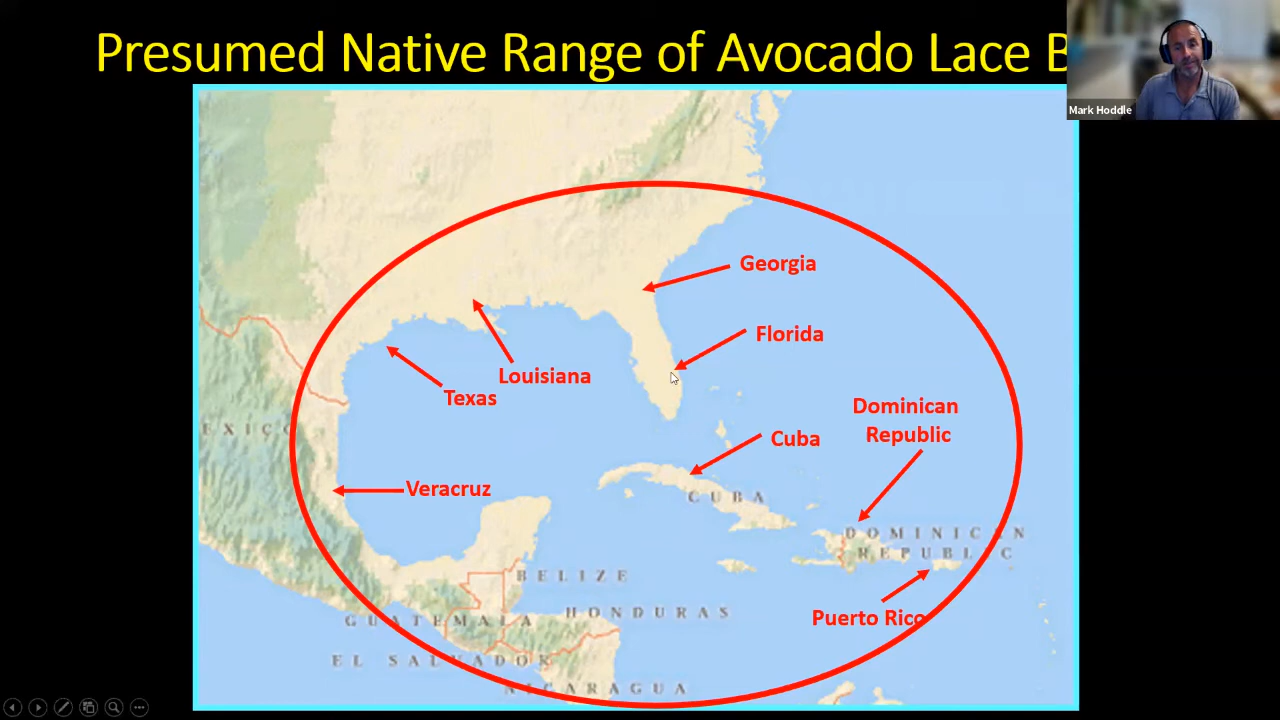 Presumed Native Range of Avocado Lace B
Mark Hoddle
Georgia
Florida
Louisiana
Texas
Dominican
Republic
Cuba
EXIC
Veracruz
CUBA
DOMINICAN
REPUBLIC
BELIZE
HONDURAS
Puerto Rico
GUATEMALA
EL SALVADOR
NICARAGUA